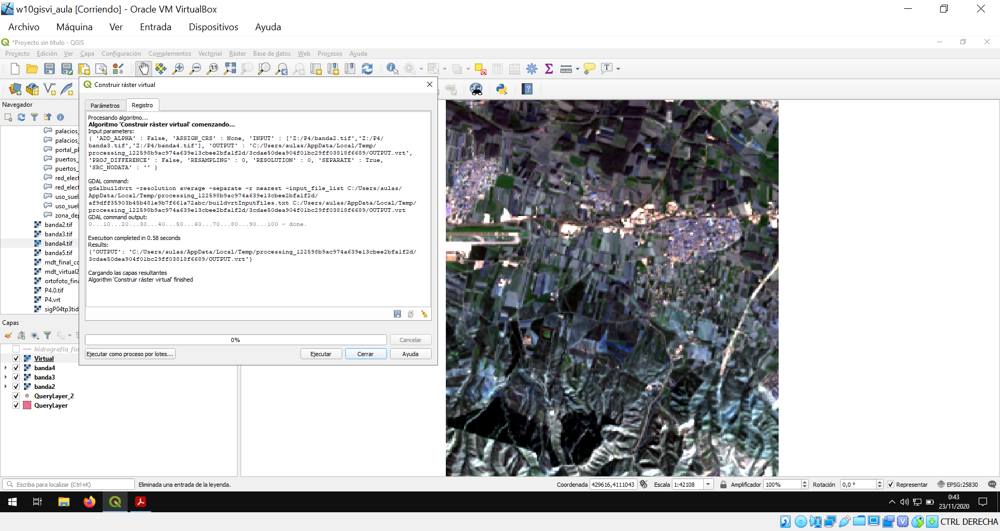 w10gisvi_aula [Corriendo] - Oracle VM VirtualBox
Archivo Máquina Ver Entrada Dispositivos Ayuda
*Proyecto sin título - QGIS
Proyecto Edición Ver Capa Configuración Complementos Vectorial Ráster Base de datos Web Procesos Ayuda
Construir ráster virtual
Navegador
Parámetros Registro
Procesando algoritmo...
Algoritmo 'Construir ráster virtual' comenzando...
Input parameters:
{ 'ADD_ALPHA' : False, 'ASSIGN_CRS' : None, 'INPUT' : ['Z:/P4/banda2.tif','Z:/P4/
banda3.tif','Z:/P4/banda4.tif'], 'OUTPUT' : 'C:/Users/aulas/AppData/Local/Temp/
processing_122598b9ac974a639e13cbee2bfa1f2d/3cdae50dea904f01bc29ff03818f6689/OUTPUT.vrt',
'PROJ_DIFFERENCE' : False, 'RESAMPLING' : 0, 'RESOLUTION' : 0, 'SEPARATE' : True,
'SRC_NODATA' : '' }
GDAL command:
gdalbuildvrt -resolution average -separate -r nearest -input_file_list C:/Users/aulas/
AppData/Local/Temp/processing_122598b9ac974a639e13cbee2bfa1f2d/
af9dff35903b45b481e9b7f661a72abc/buildvrtInputFiles.txt C:/Users/aulas/AppData/Local/Temp/
processing_122598b9ac974a639e13cbee2bfa1f2d/3cdae50dea904f01bc29ff03818f6689/OUTPUT.vrt
GDAL command output:
0...10...20...30...40...50...60...70...80...90...100 - done.
Execution completed in 0.58 seconds
Results:
{'OUTPUT': 'C:/Users/aulas/AppData/Local/Temp/processing_122598b9ac974a639e13cbee2bfa1f2d/
3cdae50dea904f01bc29ff03818f6689/OUTPUT.vrt'}
Cargando las capas resultantes
Algorithm 'Construir ráster virtual' finished
0%
Cancelar
Ejecutar como proceso por lotes... Ejecutar Cerrar Ayuda
palacios_
palacios_
portal_pl
puertos_
puertos_
red_elect
red_elect
uso_suel
uso_suel
zona_dep
banda2.tif
banda3.tif
banda4.tif
banda5.tif
mdt_final_co
mdt_virtual2
ortofoto_fina
P4.0.tif
P4.vrt
sigP04tp3tid
Capas
hidrografia_fin
Virtual
banda4
banda3
banda2
QueryLayer_2
QueryLayer
Escriba para localizar (Ctrl+K) Eliminada una entrada de la leyenda. Coordenada 429616,4111043 Escala 1:42108 Amplificador 100% Rotación 0,0 ° Representar EPSG:25830
0:43
23/11/2020
CTRL DERECHA